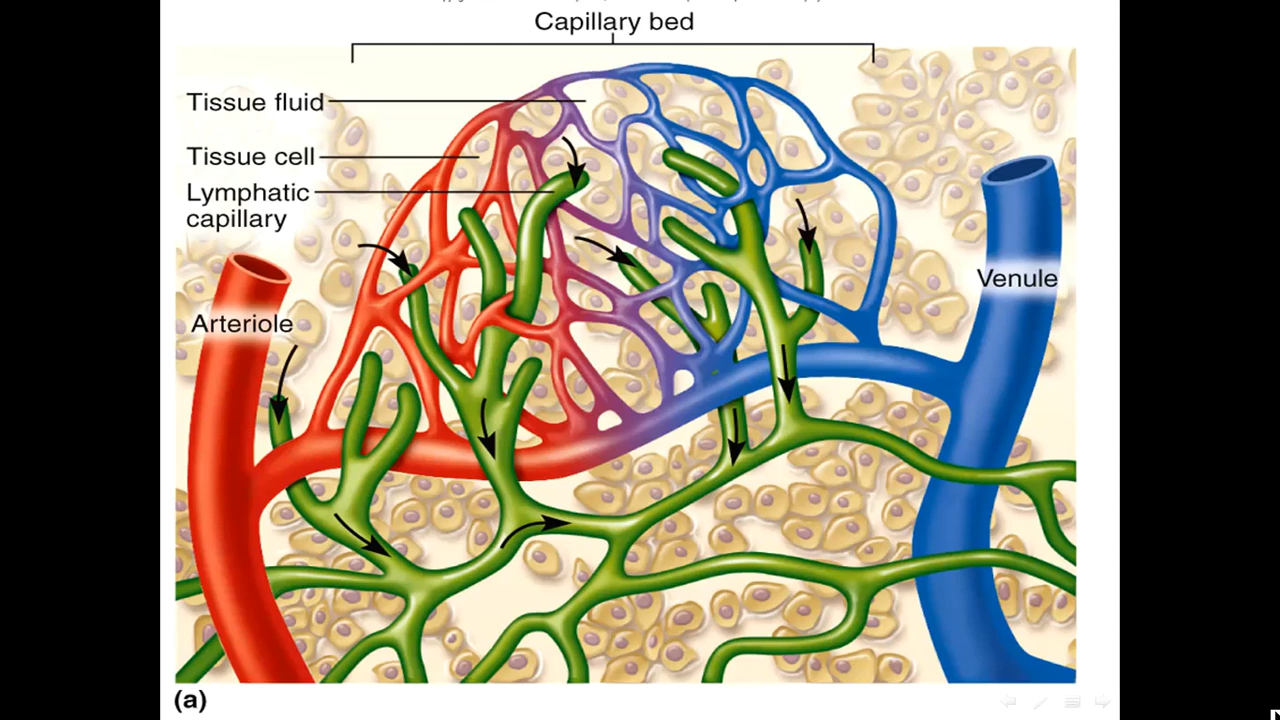 Capillary bed
Tissue fluid
Tissue cell
Lymphatic
capillary
Venule
Arteriole
(a)